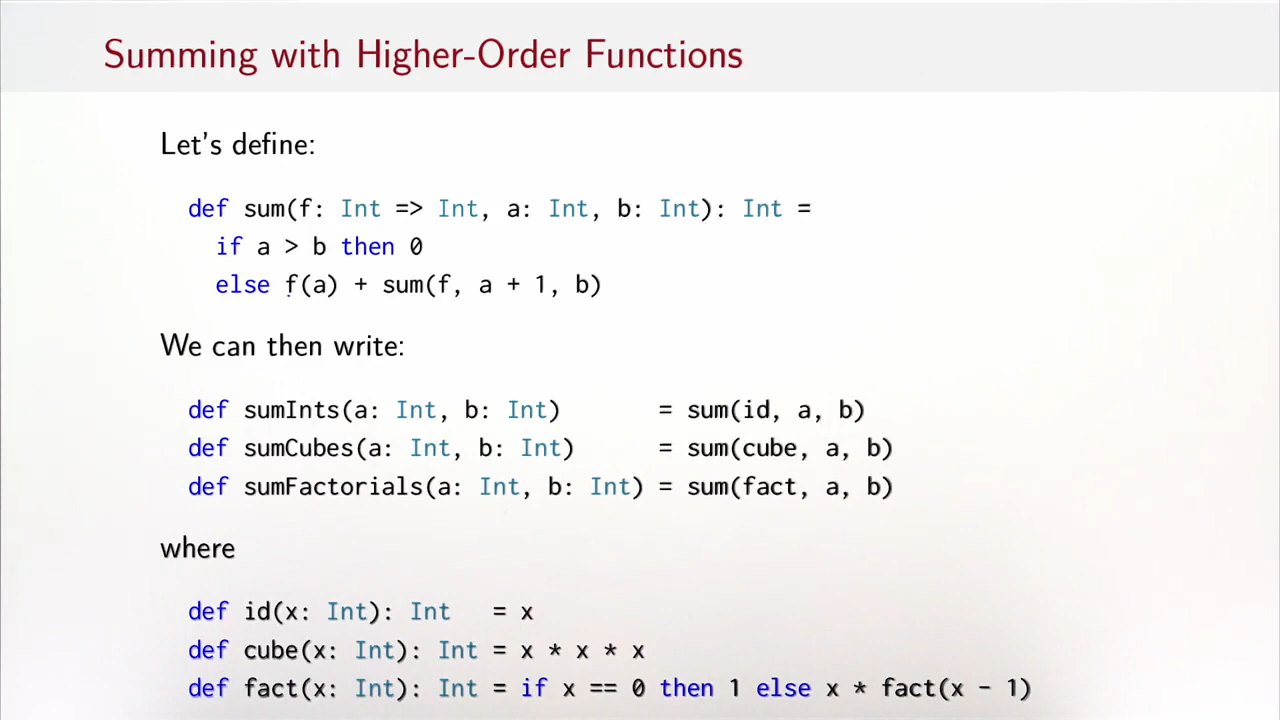 Summing with Higher-Order Functions
Let's define:
def sum(f: Int => Int, a: Int, b: Int): Int =
if a > b then 0
else f(a) + sum(f, a + 1, b)
We can then write:
def sumInts(a: Int, b: Int) = sum(id, a, b)
def sumCubes(a: Int, b: Int) = sum(cube, a, b)
def sumFactorials(a: Int, b: Int) = sum(fact, a, b)
where
def id(x: Int): Int = x
def cube(x: Int): Int = x * x * x
def fact(x: Int): Int = if x == 0 then 1 else x * fact(x - 1)